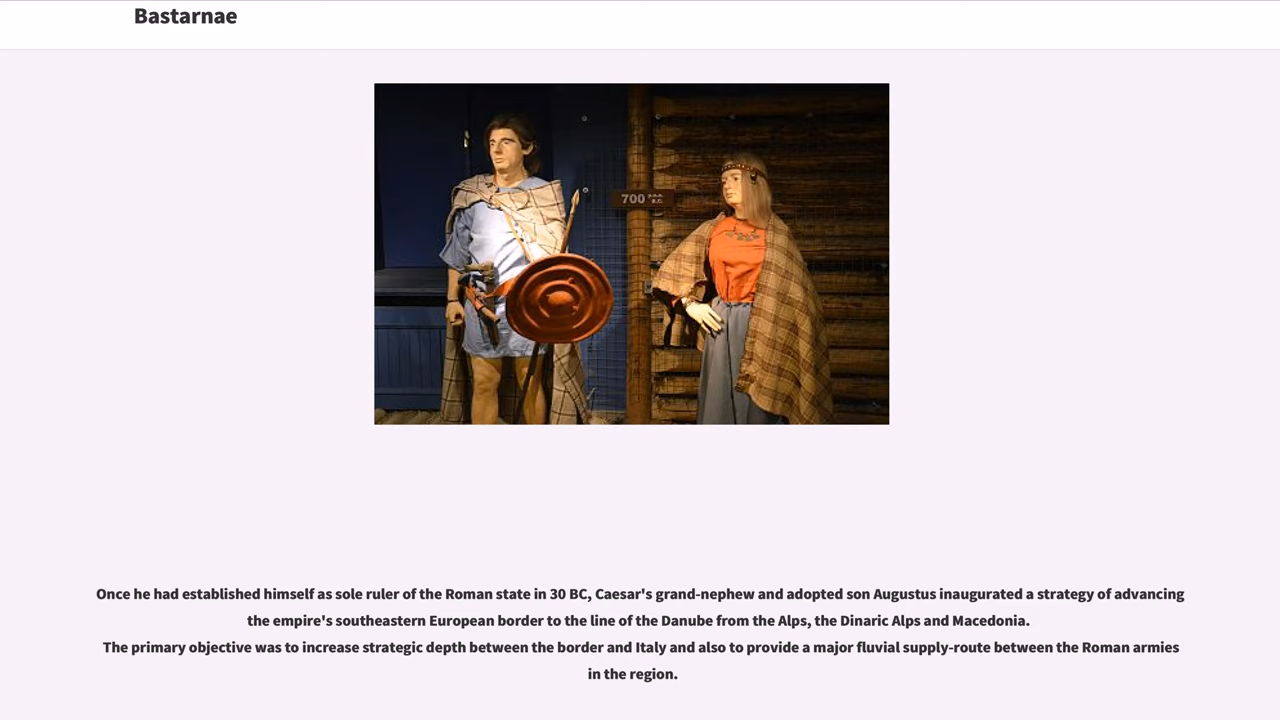 Bastarnae
700
Once he had established himself as sole ruler of the Roman state in 30 BC, Caesar's grand-nephew and adopted son Augustus inaugurated a strategy of advancing
the empire's southeastern European border to the line of the Danube from the Alps, the Dinaric Alps and Macedonia.
The primary objective was to increase strategic depth between the border and Italy and also to provide a major fluvial supply-route between the Roman armies
in the region.